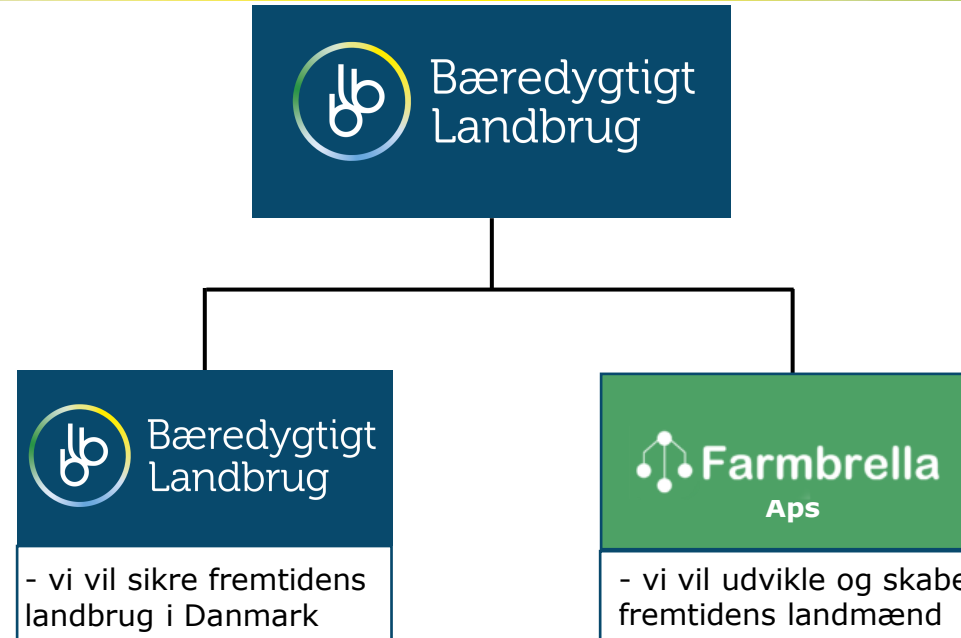 Bæredygtigt
Landbrug
Bæredygtigt
Landbrug
- vi vil sikre fremtidens
landbrug i Danmark
Farmbrella
Aps
- vi vil udvikle og skabe
fremtidens landmænd